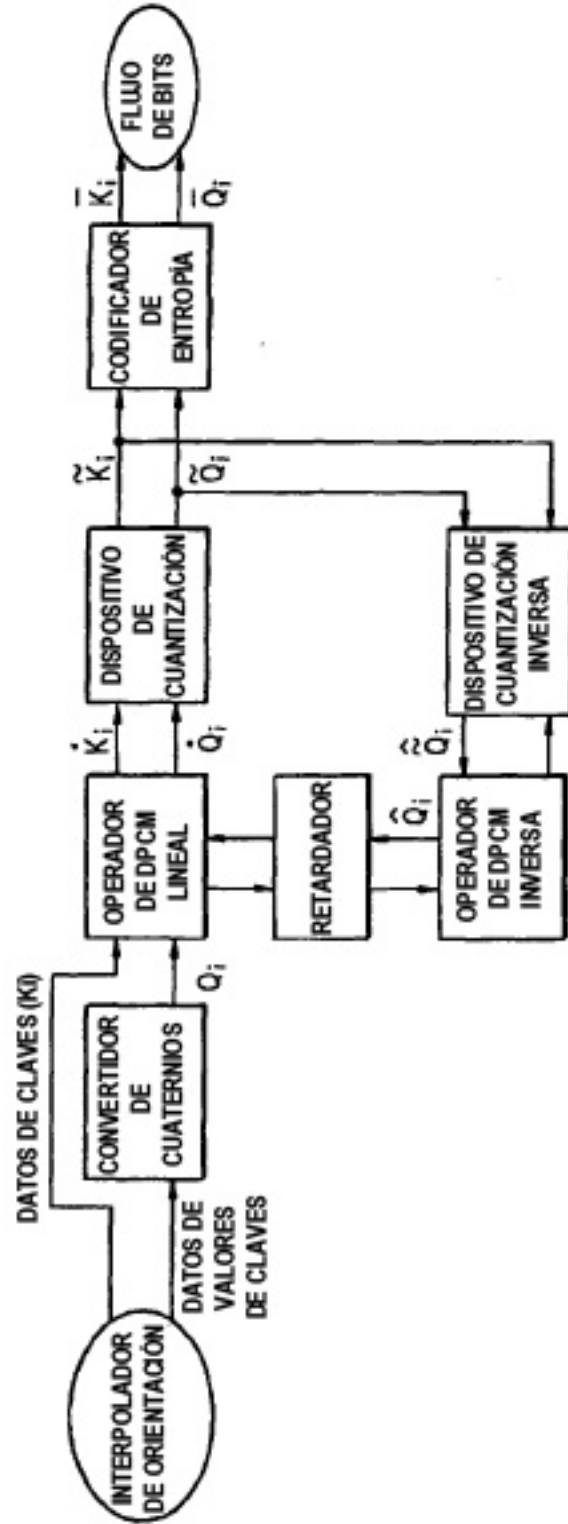 INTERPOLADOR
DE ORIENTACIÓN
DATOS DE CLAVES (Ki)
DATOS DE
VALORES
DE CLAVES
CONVERTIDOR
DE
CUATERNIOS
Qi
OPERADOR
DE DPCM
LINEAL
K̇i
Q̇i
DISPOSITIVO
DE
CUANTIZACIÓN
K̃i
Q̃i
CODIFICADOR
DE
ENTROPÍA
K̅i
Q̅i
FLUJO
DE BITS
RETARDADOR
Q̂i
OPERADOR
DE DPCM
INVERSA
Q̃̂i
DISPOSITIVO DE
CUANTIZACIÓN
INVERSA